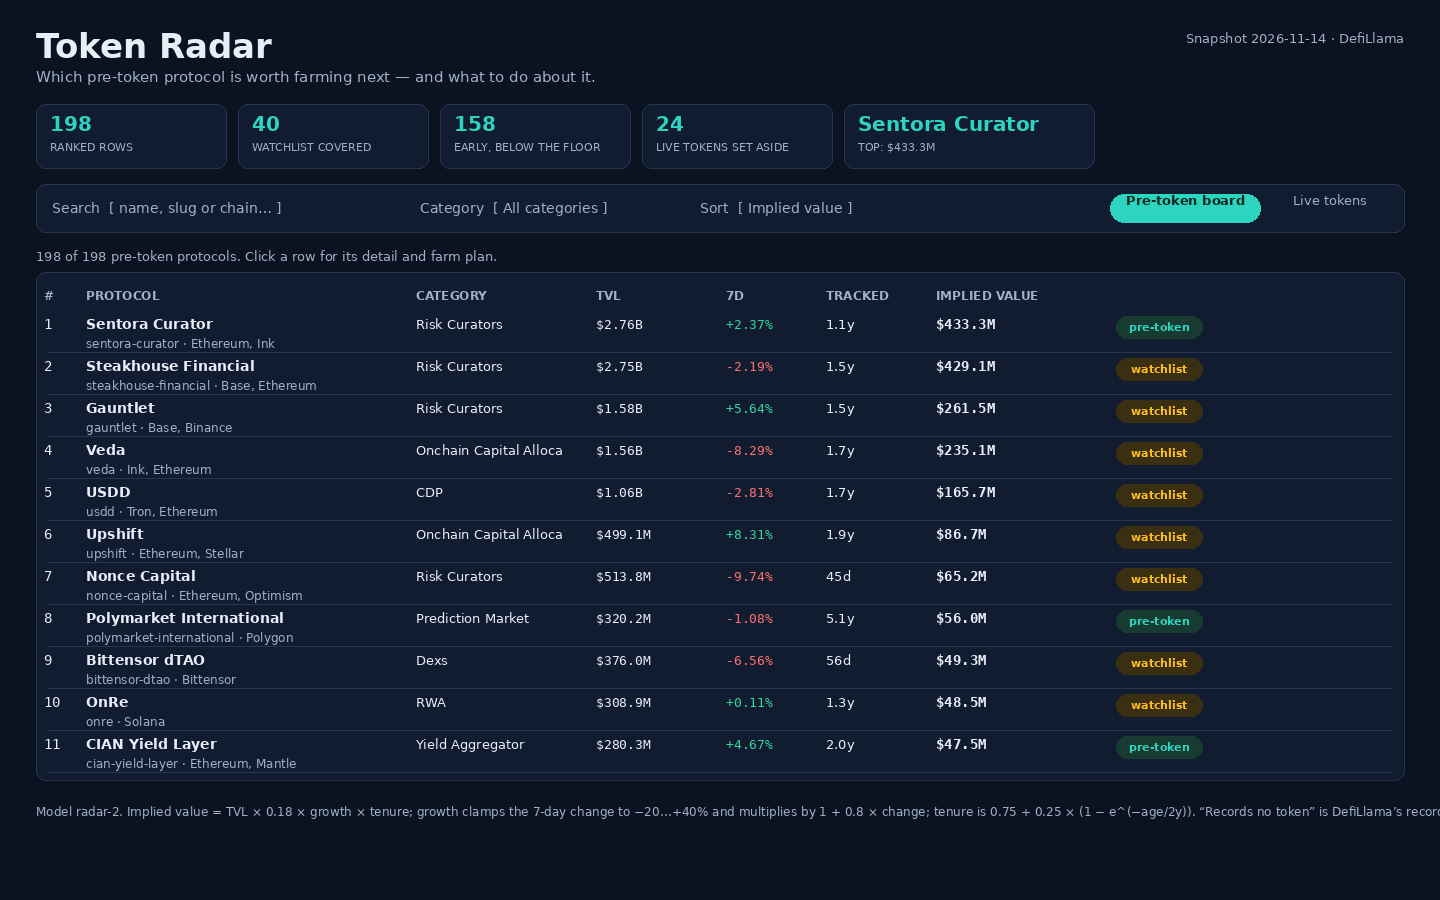 Token Radar
Snapshot 2026-11-14 · DefiLlama
Which pre-token protocol is worth farming next — and what to do about it.
198
RANKED ROWS
40
WATCHLIST COVERED
158
EARLY, BELOW THE FLOOR
24
LIVE TOKENS SET ASIDE
Sentora Curator
TOP: $433.3M
Search [ name, slug or chain... ] Category [ All categories ] Sort [ Implied value ] Pre-token board Live tokens
198 of 198 pre-token protocols. Click a row for its detail and farm plan.
# PROTOCOL CATEGORY TVL 7D TRACKED IMPLIED VALUE
1 Sentora Curator Risk Curators $2.76B +2.37% 1.1y $433.3M pre-token
sentora-curator · Ethereum, Ink
2 Steakhouse Financial Risk Curators $2.75B -2.19% 1.5y $429.1M watchlist
steakhouse-financial · Base, Ethereum
3 Gauntlet Risk Curators $1.58B +5.64% 1.5y $261.5M watchlist
gauntlet · Base, Binance
4 Veda Onchain Capital Alloca $1.56B -8.29% 1.7y $235.1M watchlist
veda · Ink, Ethereum
5 USDD CDP $1.06B -2.81% 1.7y $165.7M watchlist
usdd · Tron, Ethereum
6 Upshift Onchain Capital Alloca $499.1M +8.31% 1.9y $86.7M watchlist
upshift · Ethereum, Stellar
7 Nonce Capital Risk Curators $513.8M -9.74% 45d $65.2M watchlist
nonce-capital · Ethereum, Optimism
8 Polymarket International Prediction Market $320.2M -1.08% 5.1y $56.0M pre-token
polymarket-international · Polygon
9 Bittensor dTAO Dexs $376.0M -6.56% 56d $49.3M watchlist
bittensor-dtao · Bittensor
10 OnRe RWA $308.9M +0.11% 1.3y $48.5M watchlist
onre · Solana
11 CIAN Yield Layer Yield Aggregator $280.3M +4.67% 2.0y $47.5M pre-token
cian-yield-layer · Ethereum, Mantle
Model radar-2. Implied value = TVL × 0.18 × growth × tenure; growth clamps the 7-day change to −20…+40% and multiplies by 1 + 0.8 × change; tenure is 0.75 + 0.25 × (1 − e^(−age/2y)). “Records no token” is DefiLlama’s